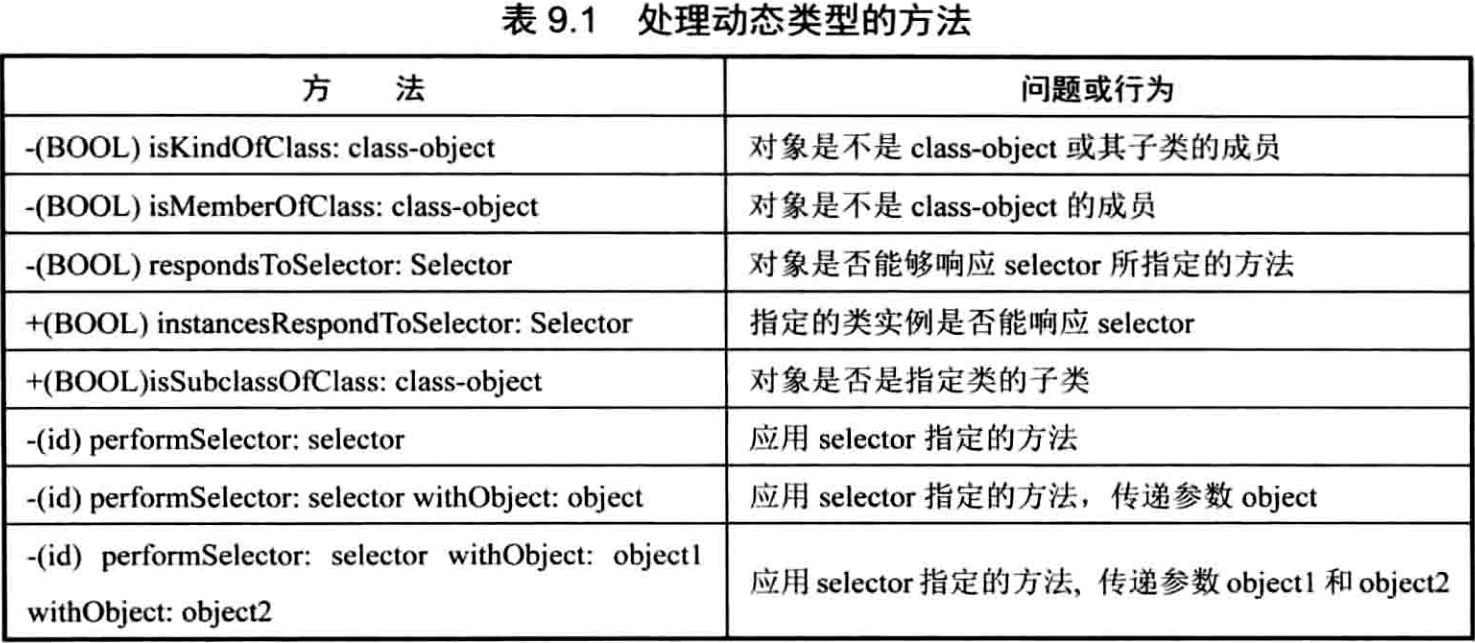 表 9.1 处理动态类型的方法
方 法 问题或行为
-(BOOL) isKindOfClass: class-object 对象是不是 class-object 或其子类的成员
-(BOOL) isMemberOfClass: class-object 对象是不是 class-object 的成员
-(BOOL) respondsToSelector: Selector 对象是否能够响应 selector 所指定的方法
+(BOOL) instancesRespondToSelector: Selector 指定的类实例是否能响应 selector
+(BOOL)isSubclassOfClass: class-object 对象是否是指定类的子类
-(id) performSelector: selector 应用 selector 指定的方法
-(id) performSelector: selector withObject: object 应用 selector 指定的方法，传递参数 object
-(id) performSelector: selector withObject: object1
withObject: object2
应用 selector 指定的方法, 传递参数 object1 和 object2